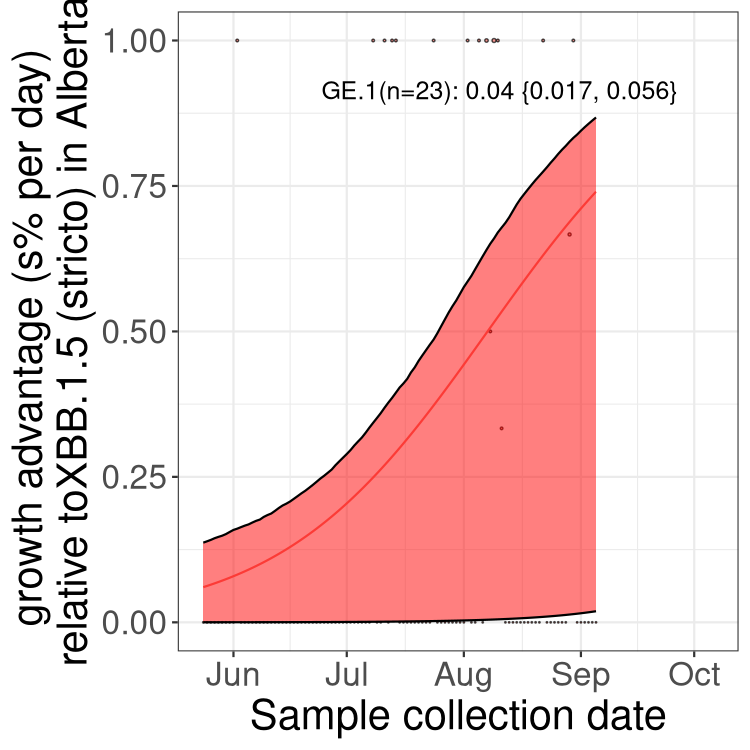 growth advantage (s% per day)
relative toXBB.1.5 (stricto) in Alberta
1.00
0.75
0.50
0.25
0.00
GE.1(n=23): 0.04 {0.017, 0.056}
Jun Jul Aug Sep Oct
Sample collection date